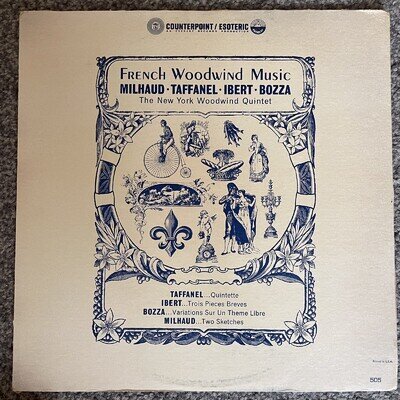 COUNTERPOINT / ESOTERIC
French Woodwind Music
MILHAUD · TAFFANEL · IBERT · BOZZA
The New York Woodwind Quintet
TAFFANEL...Quintette
IBERT...Trois Pieces Breves
BOZZA...Variations Sur Un Theme Libre
MILHAUD...Two Sketches
505